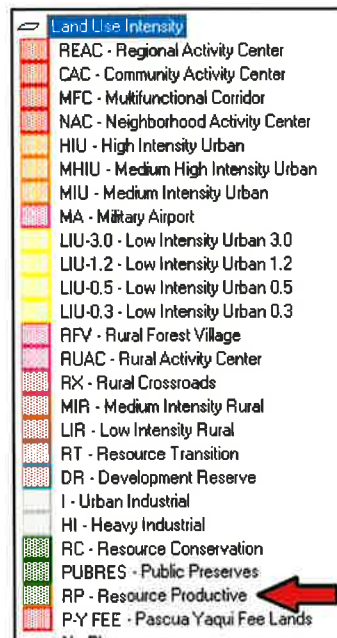 Land Use Intensity
REAC - Regional Activity Center
CAC - Community Activity Center
MFC - Multifunctional Corridor
NAC - Neighborhood Activity Center
HIU - High Intensity Urban
MHIU - Medium High Intensity Urban
MIU - Medium Intensity Urban
MA - Military Airport
LIU-3.0 - Low Intensity Urban 3.0
LIU-1.2 - Low Intensity Urban 1.2
LIU-0.5 - Low Intensity Urban 0.5
LIU-0.3 - Low Intensity Urban 0.3
RFV - Rural Forest Village
RUAC - Rural Activity Center
RX - Rural Crossroads
MIR - Medium Intensity Rural
LIR - Low Intensity Rural
RT - Resource Transition
DR - Development Reserve
I - Urban Industrial
HI - Heavy Industrial
RC - Resource Conservation
PUBRES - Public Preserves
RP - Resource Productive
P-Y FEE - Pascua Yaqui Fee Lands